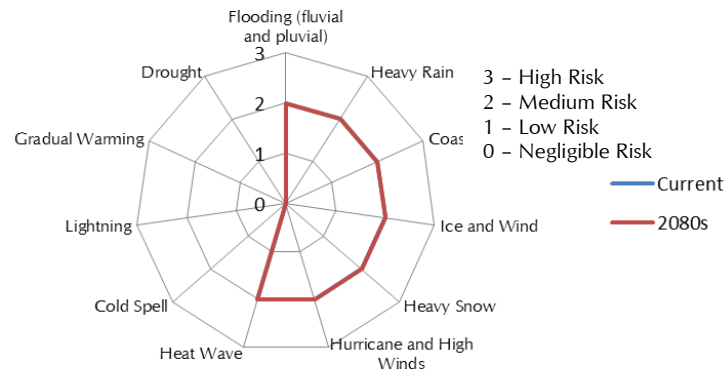 Flooding (fluvial
and pluvial)
3
Drought
Heavy Rain
3 – High Risk
2 – Medium Risk
1 – Low Risk
0 – Negligible Risk
2
Gradual Warming
Coas
1
Current
0
2080s
Lightning
Ice and Wind
Cold Spell
Heavy Snow
Heat Wave
Hurricane and High
Winds